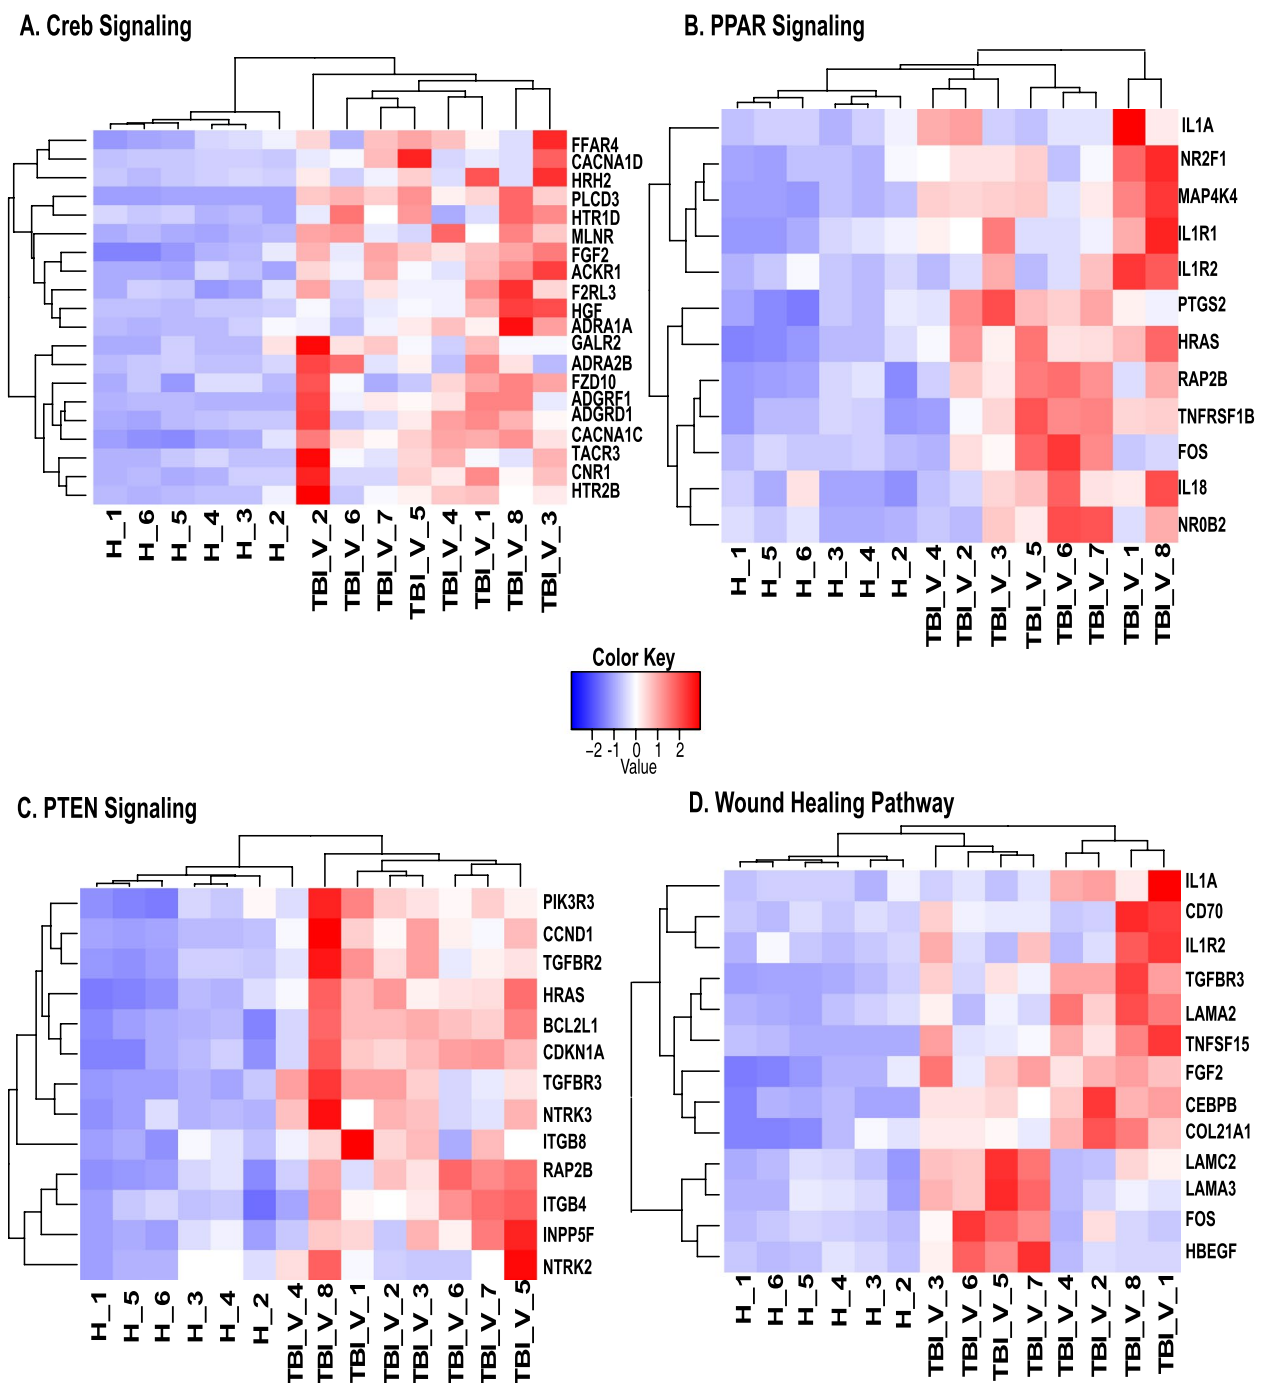 A. Creb Signaling
FFAR4
CACNA1D
HRH2
PLCD3
HTR1D
MLNR
FGF2
ACKR1
F2RL3
HGF
ADRA1A
GALR2
ADRA2B
FZD10
ADGRF1
ADGRD1
CACNA1C
TACR3
CNR1
HTR2B
H_1 H_6 H_5 H_4 H_3 H_2 TBI_V_2 TBI_V_6 TBI_V_7 TBI_V_5 TBI_V_4 TBI_V_1 TBI_V_8 TBI_V_3
B. PPAR Signaling
IL1A
NR2F1
MAP4K4
IL1R1
IL1R2
PTGS2
HRAS
RAP2B
TNFRSF1B
FOS
IL18
NR0B2
H_1 H_5 H_6 H_3 H_4 H_2 TBI_V_4 TBI_V_2 TBI_V_3 TBI_V_5 TBI_V_6 TBI_V_7 TBI_V_1 TBI_V_8
Color Key
−2 -1 0 1 2
Value
C. PTEN Signaling
PIK3R3
CCND1
TGFBR2
HRAS
BCL2L1
CDKN1A
TGFBR3
NTRK3
ITGB8
RAP2B
ITGB4
INPP5F
NTRK2
H_1 H_5 H_6 H_3 H_4 H_2 TBI_V_4 TBI_V_8 TBI_V_1 TBI_V_2 TBI_V_3 TBI_V_6 TBI_V_7 TBI_V_5
D. Wound Healing Pathway
IL1A
CD70
IL1R2
TGFBR3
LAMA2
TNFSF15
FGF2
CEBPB
COL21A1
LAMC2
LAMA3
FOS
HBEGF
H_1 H_6 H_5 H_4 H_3 H_2 TBI_V_3 TBI_V_6 TBI_V_5 TBI_V_7 TBI_V_4 TBI_V_2 TBI_V_8 TBI_V_1